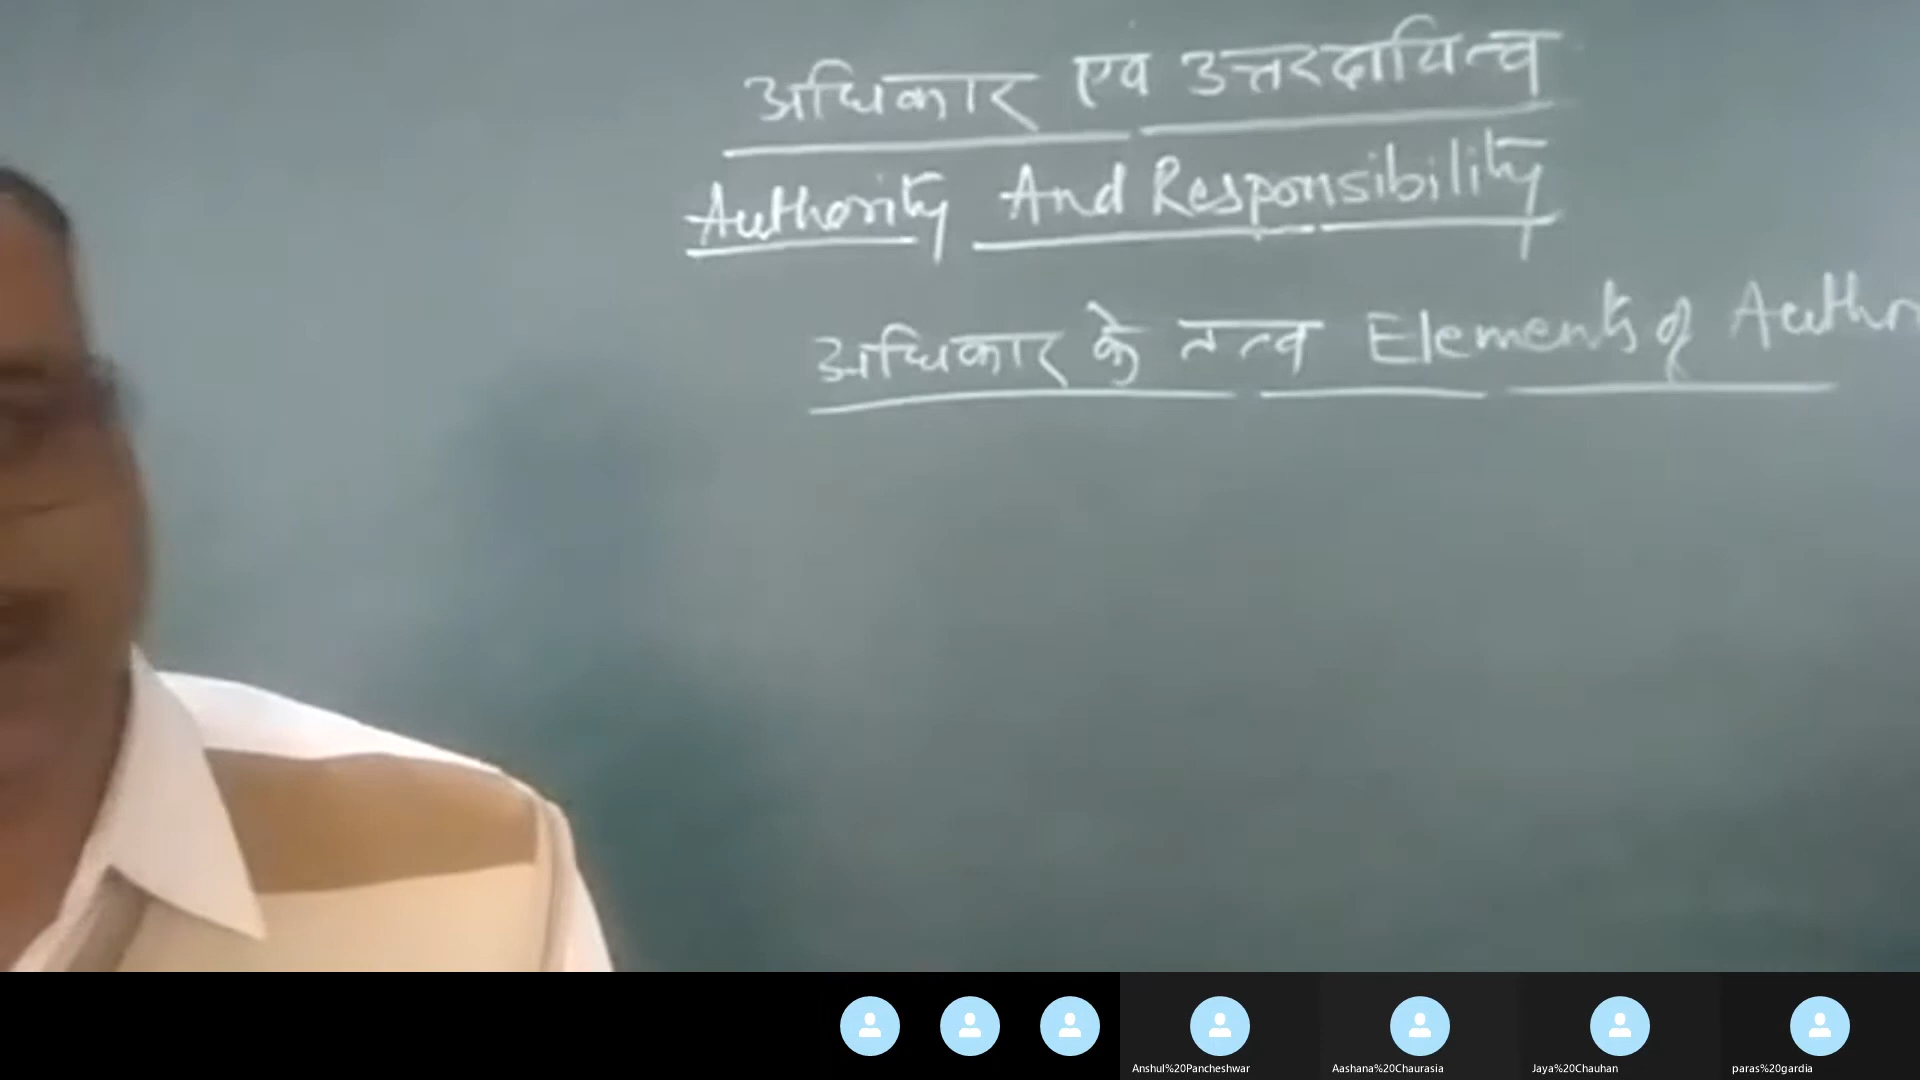 अधिकार एवं उत्तरदायित्व
Authority And Responsibility
अधिकार के तत्व Elements of
Anshul%20Pancheshwar Aashana%20Chaurasia Jaya%20Chauhan paras%20gardia